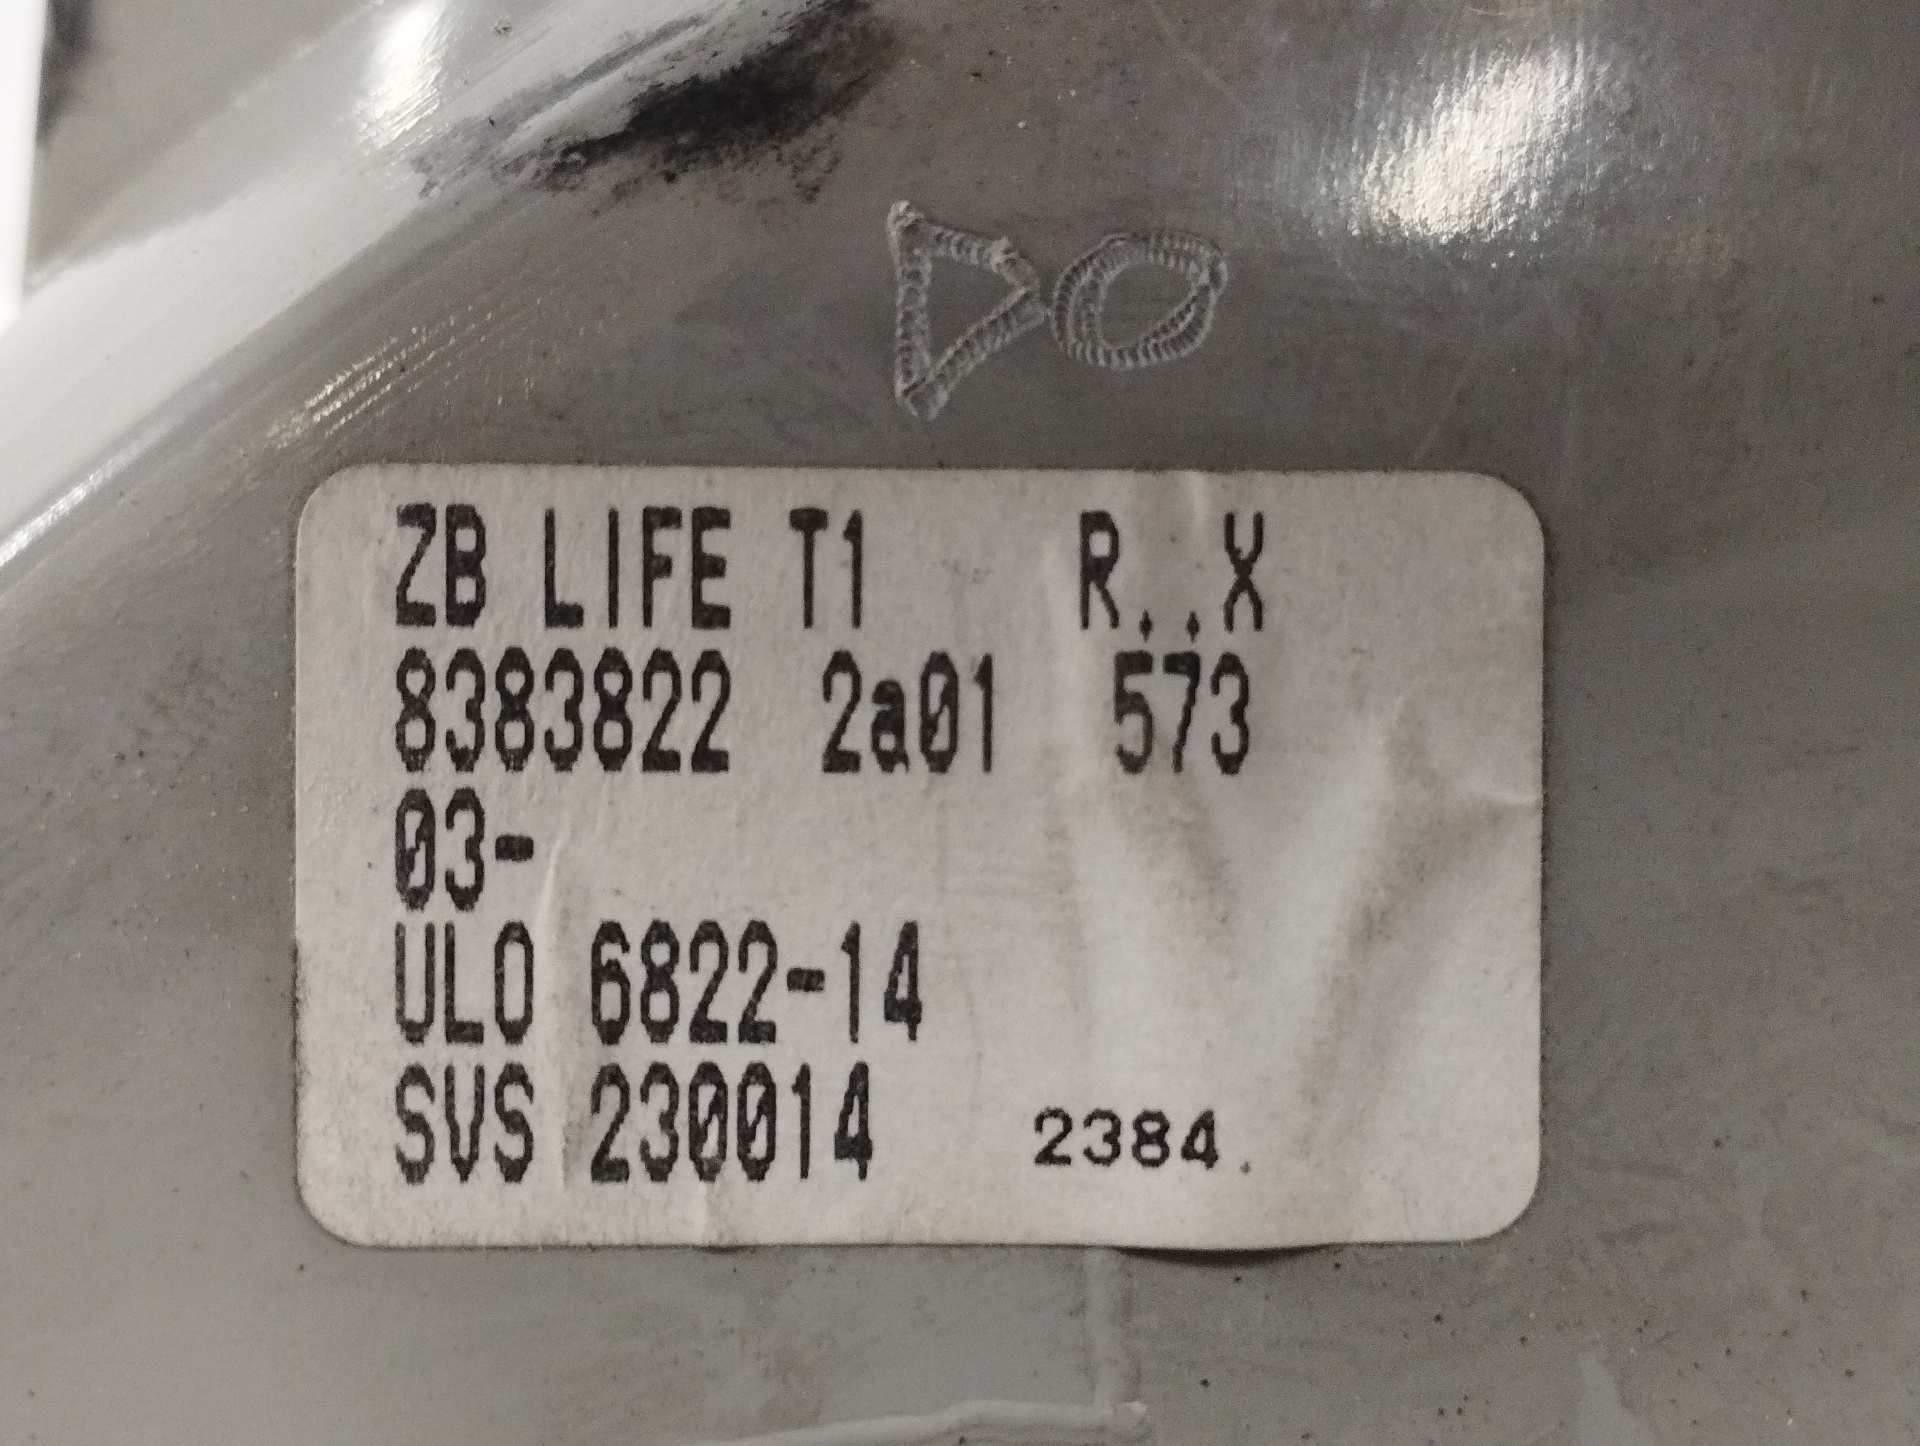 DO
ZB LIFE T1 R..X
8383822 2a01 573
03-
ULO 6822-14
SVS 230014 2384.